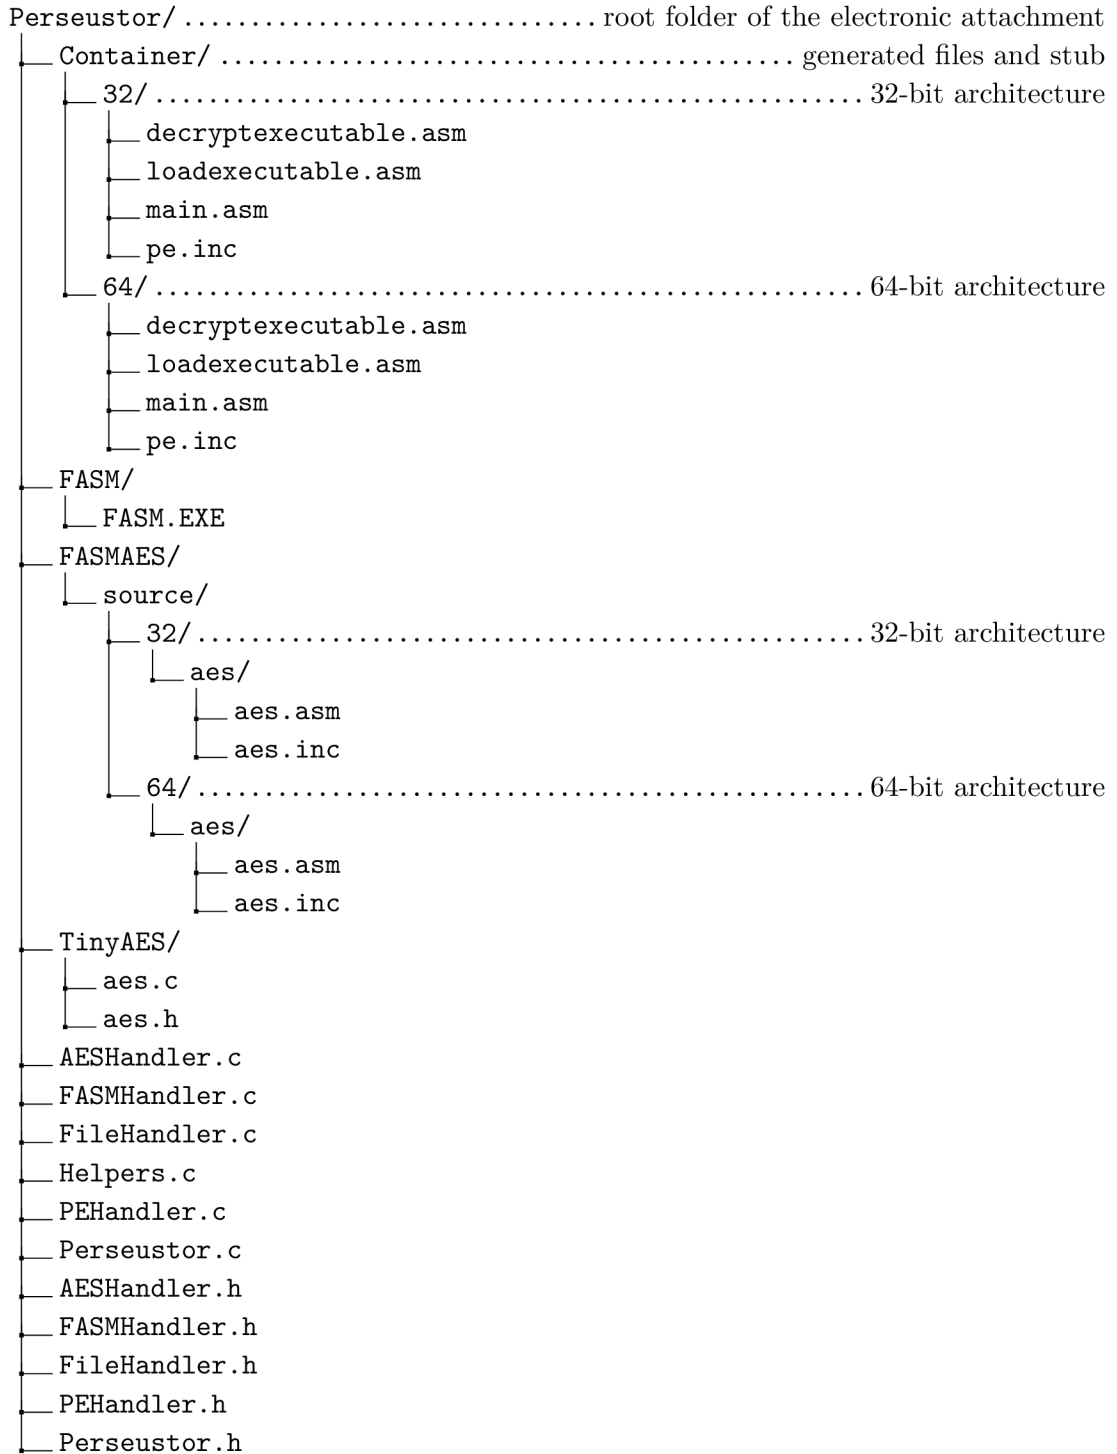 Perseustor/ ............................... root folder of the electronic attachment
Container/ ........................................... generated files and stub
32/ ..................................................... 32-bit architecture
decryptexecutable.asm
loadexecutable.asm
main.asm
pe.inc
64/ ..................................................... 64-bit architecture
decryptexecutable.asm
loadexecutable.asm
main.asm
pe.inc
FASM/
FASM.EXE
FASMAES/
source/
32/ .................................................. 32-bit architecture
aes/
aes.asm
aes.inc
64/ .................................................. 64-bit architecture
aes/
aes.asm
aes.inc
TinyAES/
aes.c
aes.h
AESHandler.c
FASMHandler.c
FileHandler.c
Helpers.c
PEHandler.c
Perseustor.c
AESHandler.h
FASMHandler.h
FileHandler.h
PEHandler.h
Perseustor.h